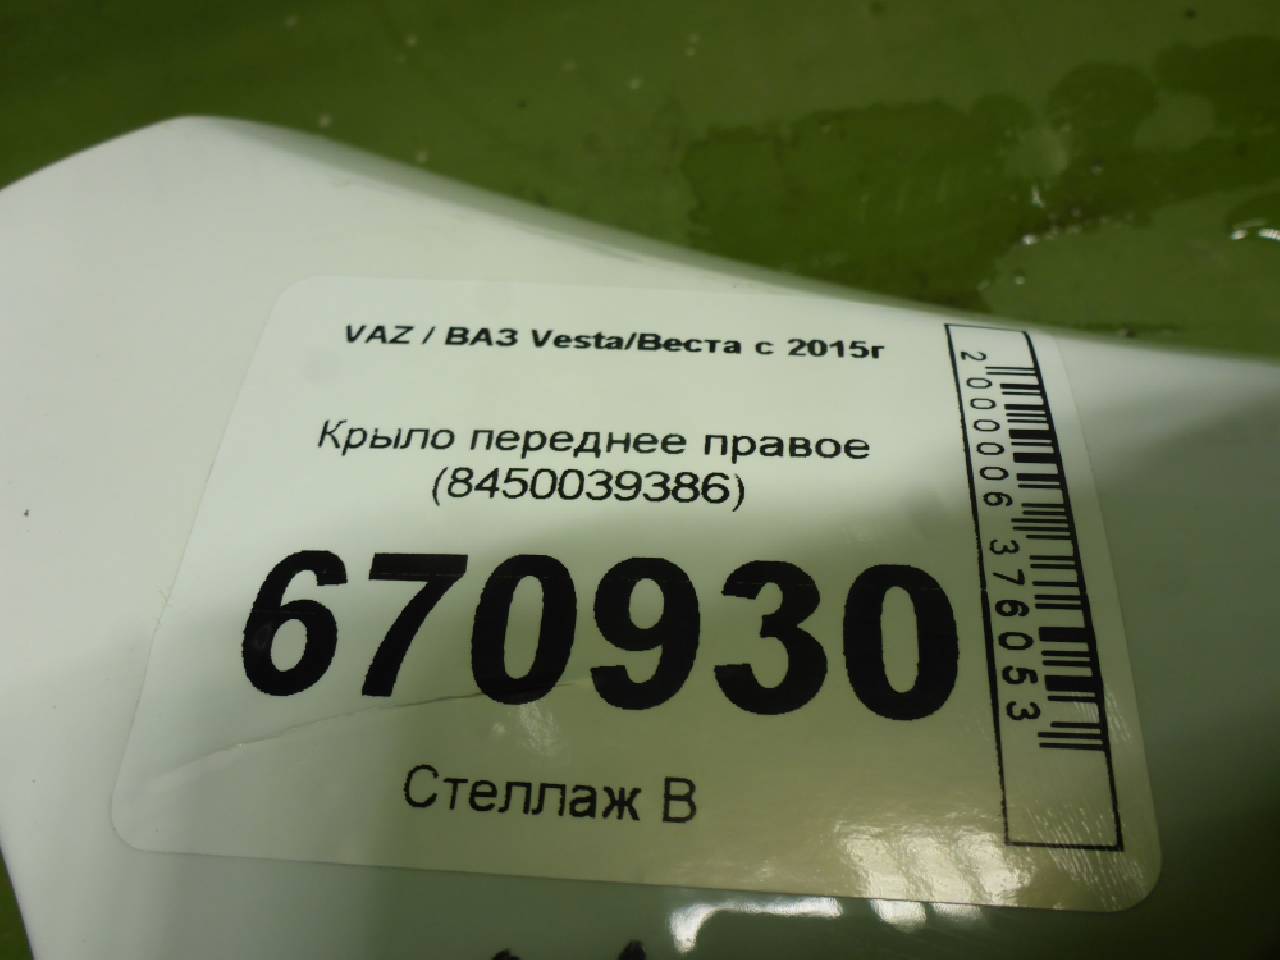 VAZ / ВАЗ Vesta/Веста с 2015г
Крыло переднее правое
(8450039386)
670930
Стеллаж В
2000006376053